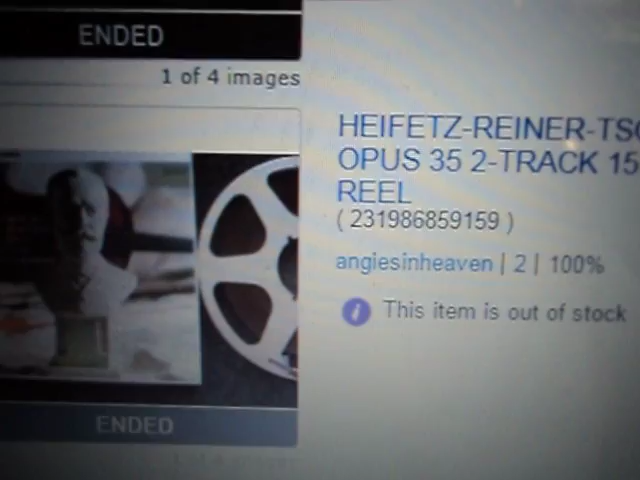 ENDED
1 of 4 images
HEIFETZ-REINER-TSC
OPUS 35 2-TRACK 15
REEL
( 231986859159 )
angiesinheaven | 2 | 100%
i This item is out of stock
ENDED